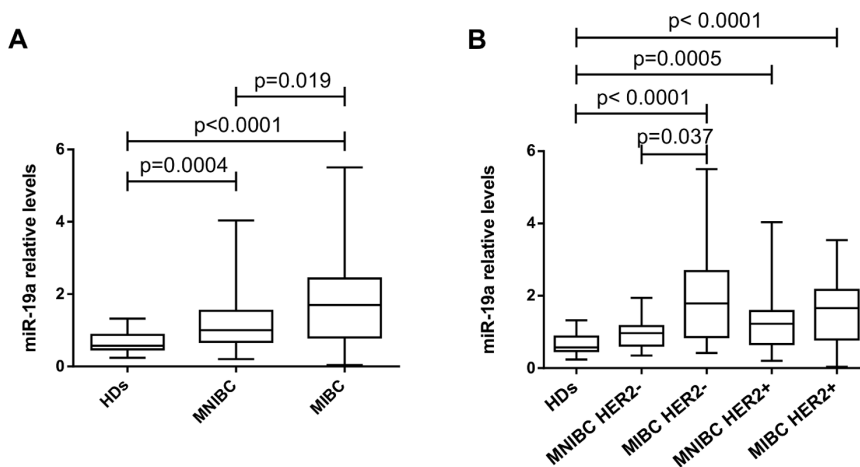 A
p=0.019
p<0.0001
p=0.0004
miR-19a relative levels
6
4
2
0
HDs
MNIBC
MIBC
B
p< 0.0001
p=0.0005
p< 0.0001
p=0.037
miR-19a relative levels
6
4
2
0
HDs
MNIBC HER2-
MIBC HER2-
MNIBC HER2+
MIBC HER2+